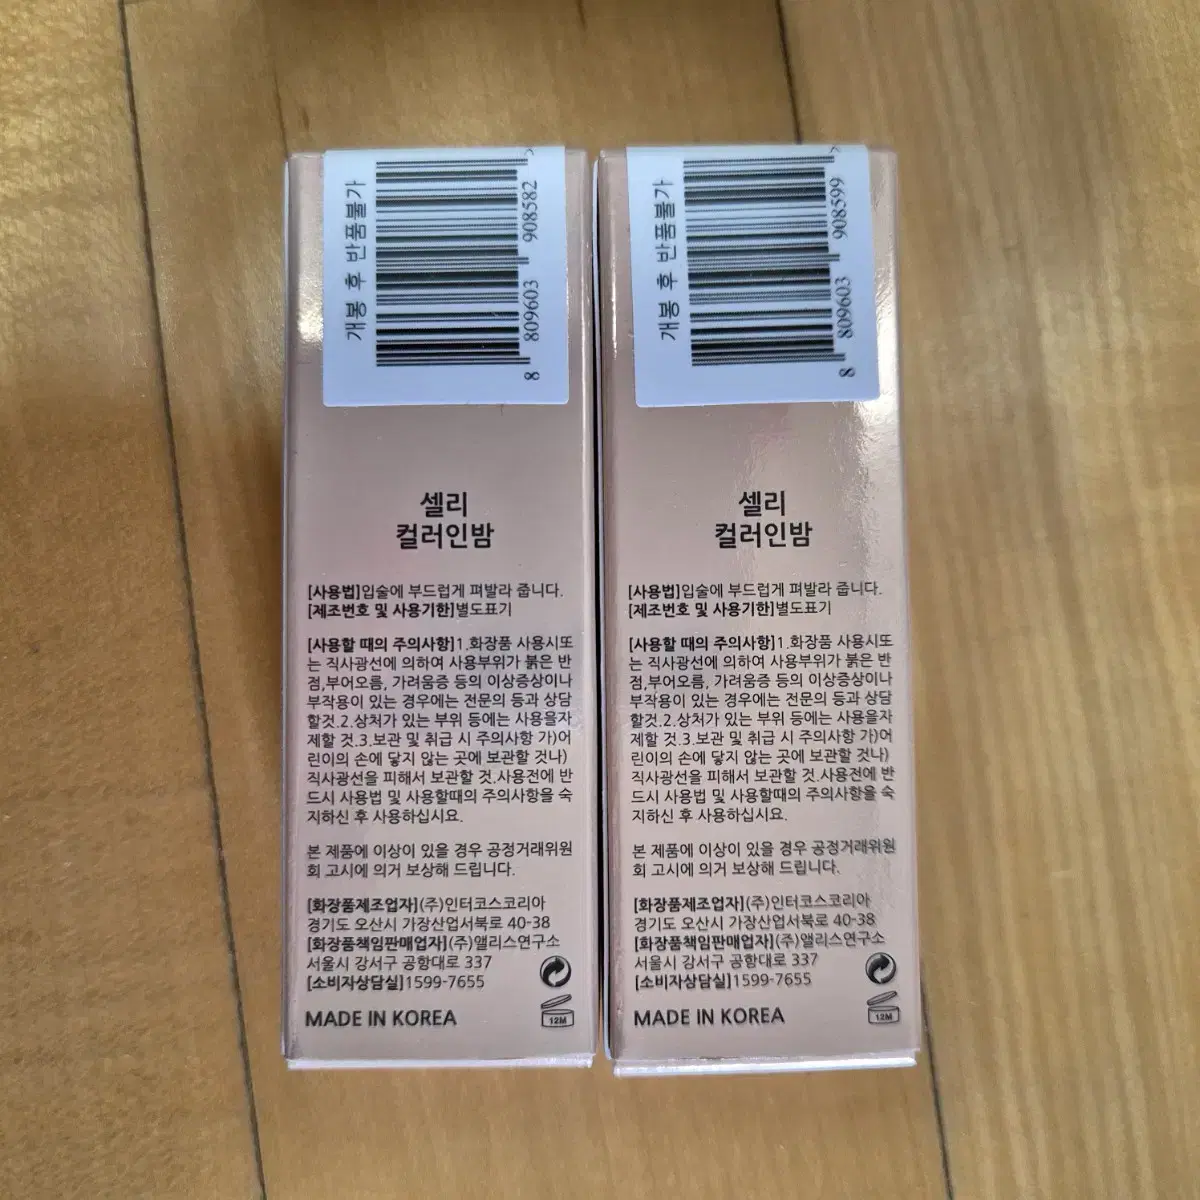 개봉 후 반품불가
8 809603 908582 >
셀리
컬러인밤
[사용법]입술에 부드럽게 펴발라 줍니다.
[제조번호 및 사용기한]별도표기
[사용할 때의 주의사항]1.화장품 사용시또
는 직사광선에 의하여 사용부위가 붉은 반
점,부어오름, 가려움증 등의 이상증상이나
부작용이 있는 경우에는 전문의 등과 상담
할것.2.상처가 있는 부위 등에는 사용을자
제할 것.3.보관 및 취급 시 주의사항 가)어
린이의 손에 닿지 않는 곳에 보관할 것나)
직사광선을 피해서 보관할 것.사용전에 반
드시 사용법 및 사용할때의 주의사항을 숙
지하신 후 사용하십시요.
본 제품에 이상이 있을 경우 공정거래위원
회 고시에 의거 보상해 드립니다.
[화장품제조업자](주)인터코스코리아
경기도 오산시 가장산업서북로 40-38
[화장품책임판매업자](주)앨리스연구소
서울시 강서구 공항대로 337
[소비자상담실]1599-7655
MADE IN KOREA
12M
개봉 후 반품불가
8 809603 908599 >
셀리
컬러인밤
[사용법]입술에 부드럽게 펴발라 줍니다.
[제조번호 및 사용기한]별도표기
[사용할 때의 주의사항]1.화장품 사용시또
는 직사광선에 의하여 사용부위가 붉은 반
점,부어오름, 가려움증 등의 이상증상이나
부작용이 있는 경우에는 전문의 등과 상담
할것.2.상처가 있는 부위 등에는 사용을자
제할 것.3.보관 및 취급 시 주의사항 가)어
린이의 손에 닿지 않는 곳에 보관할 것나)
직사광선을 피해서 보관할 것.사용전에 반
드시 사용법 및 사용할때의 주의사항을 숙
지하신 후 사용하십시요.
본 제품에 이상이 있을 경우 공정거래위원
회 고시에 의거 보상해 드립니다.
[화장품제조업자](주)인터코스코리아
경기도 오산시 가장산업서북로 40-38
[화장품책임판매업자](주)앨리스연구소
서울시 강서구 공항대로 337
[소비자상담실]1599-7655
MADE IN KOREA
12M